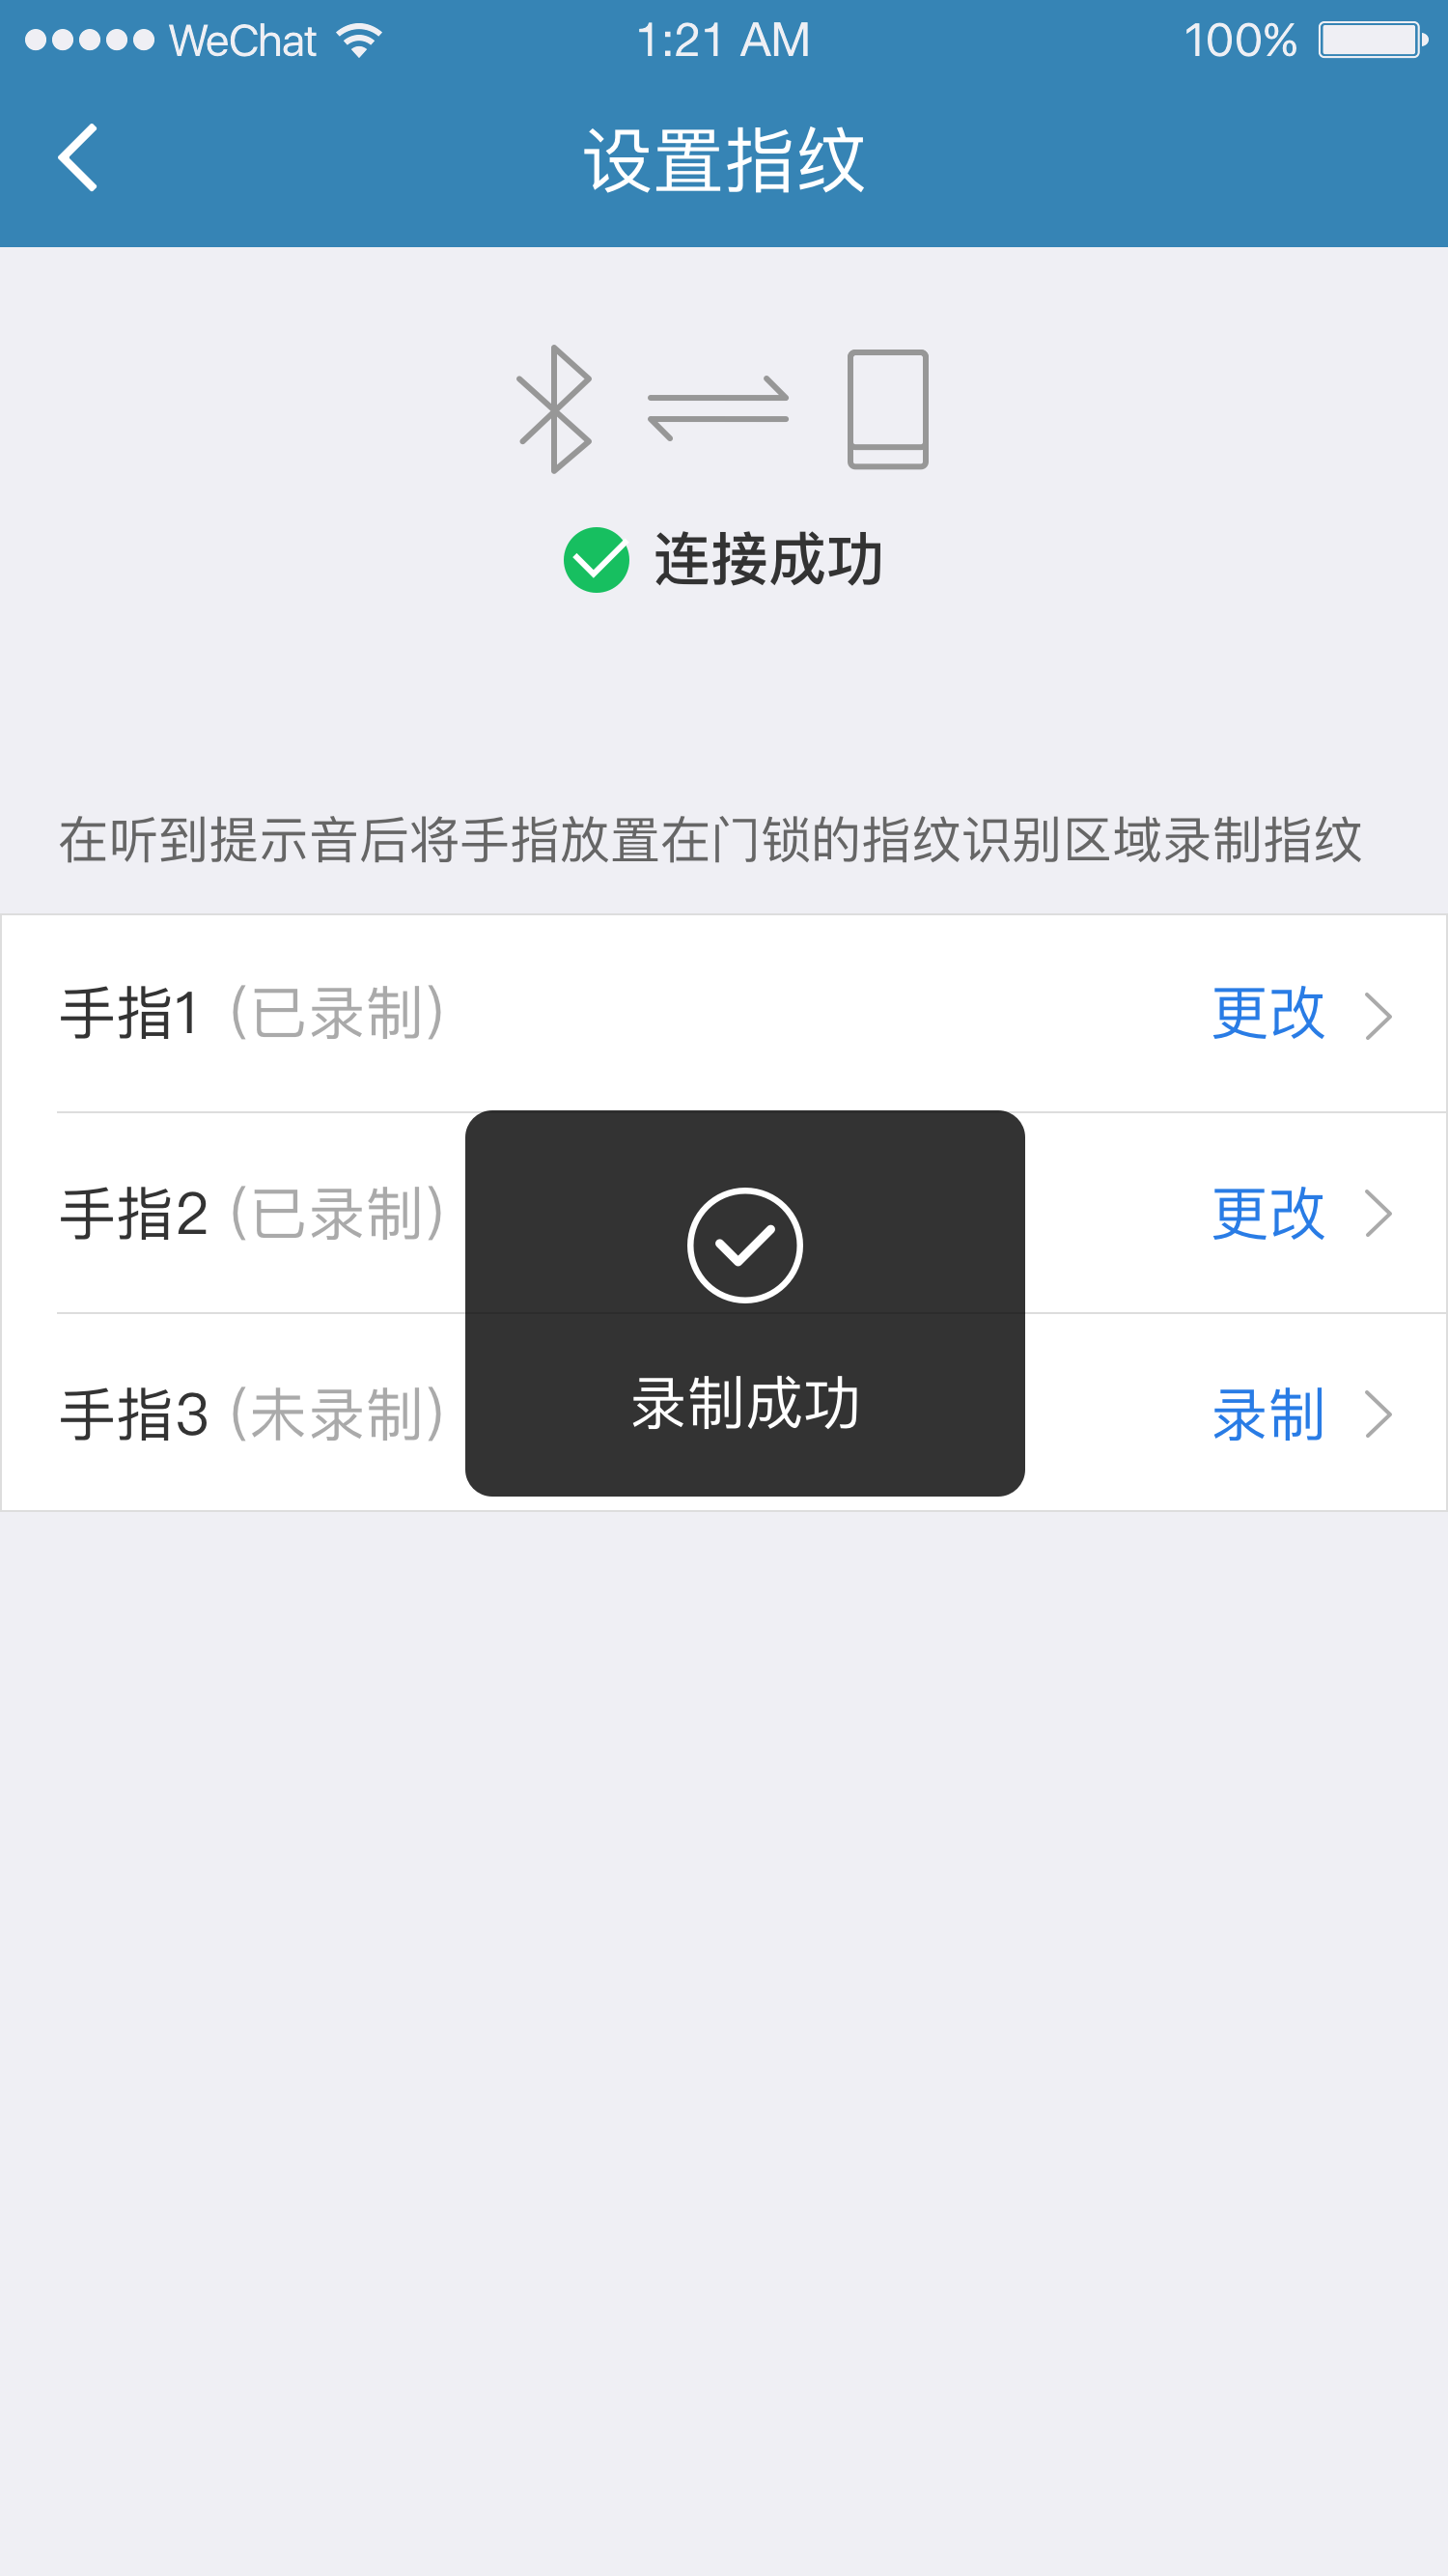 WeChat 1:21 AM 100%
设置指纹
连接成功
在听到提示音后将手指放置在门锁的指纹识别区域录制指纹
手指1 (已录制) 更改
手指2 (已录制) 更改
手指3 (未录制) 录制
录制成功